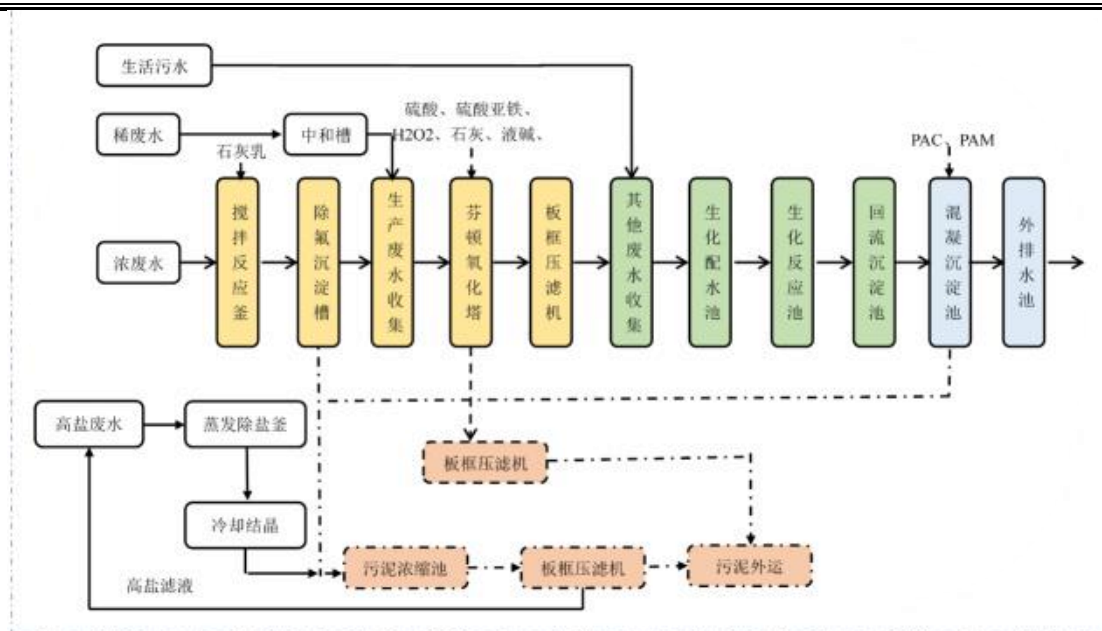 生活污水
硫酸、硫酸亚铁、
稀废水
中和槽
H2O2、石灰、液碱、
PAC、PAM
石灰乳
浓废水
搅拌反应釜
除氟沉淀槽
生产废水收集
芬顿氧化塔
板框压滤机
其他废水收集
生化配水池
生化反应池
回流沉淀池
混凝沉淀池
外排水池
高盐废水
蒸发除盐釜
板框压滤机
冷却结晶
污泥浓缩池
板框压滤机
污泥外运
高盐滤液